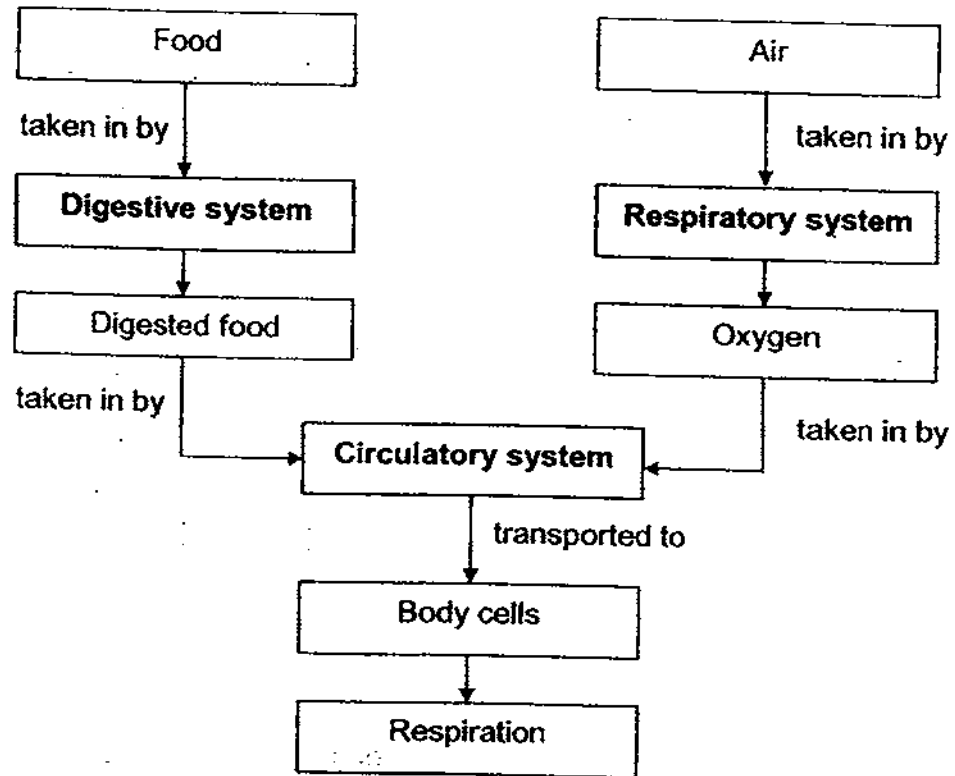 Food
Air
taken in by
taken in by
Digestive system
Respiratory system
Digested food
Oxygen
taken in by
taken in by
Circulatory system
transported to
Body cells
Respiration